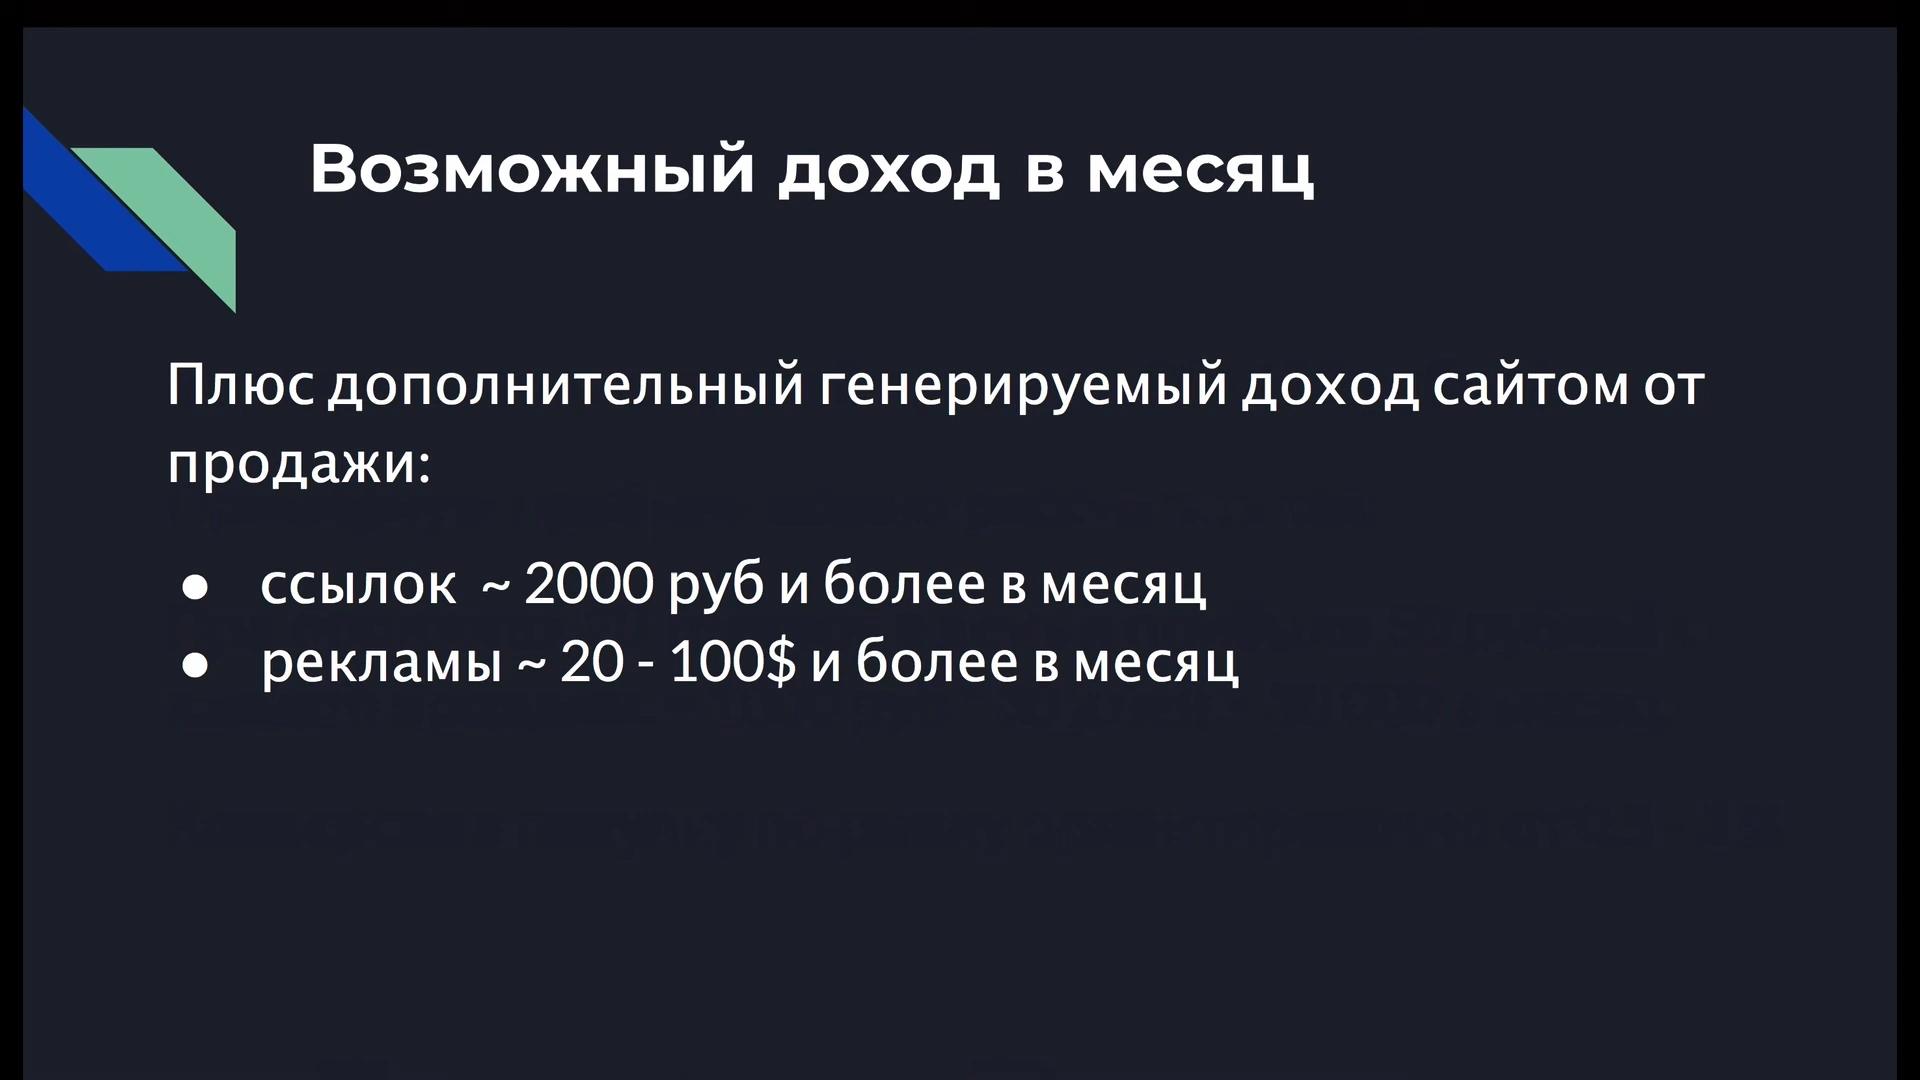 Возможный доход в месяц
Плюс дополнительный генерируемый доход сайтом от
продажи:
● ссылок ~ 2000 руб и более в месяц
● рекламы ~ 20 - 100$ и более в месяц